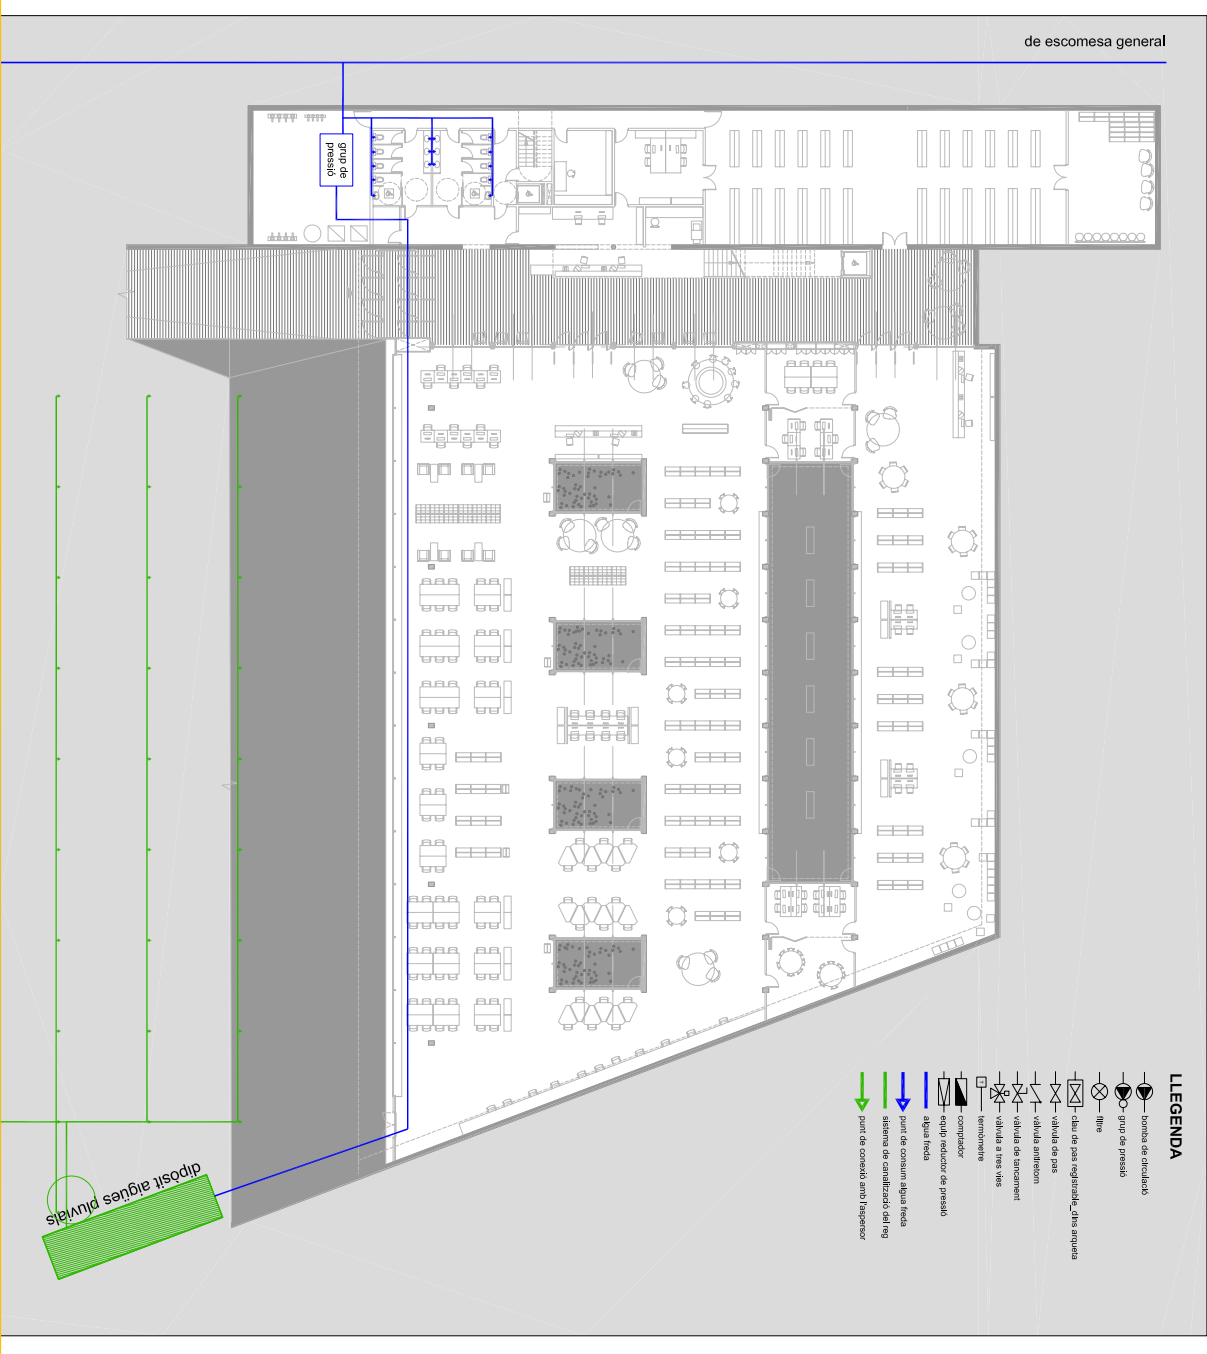 de escomesa general
grup de
pressió
LLEGENDA
bomba de circulació
grup de pressió
filtre
clau de pas registrable_dins arqueta
vàlvula de pas
vàlvula antiretorn
vàlvula de tancament
vàlvula a tres vies
termòmetre
comptador
equip reductor de pressió
aigua freda
punt de consum aigua freda
sistema de canalització del reg
punt de conexió amb l'aspersor
dipòsit aigües pluvials